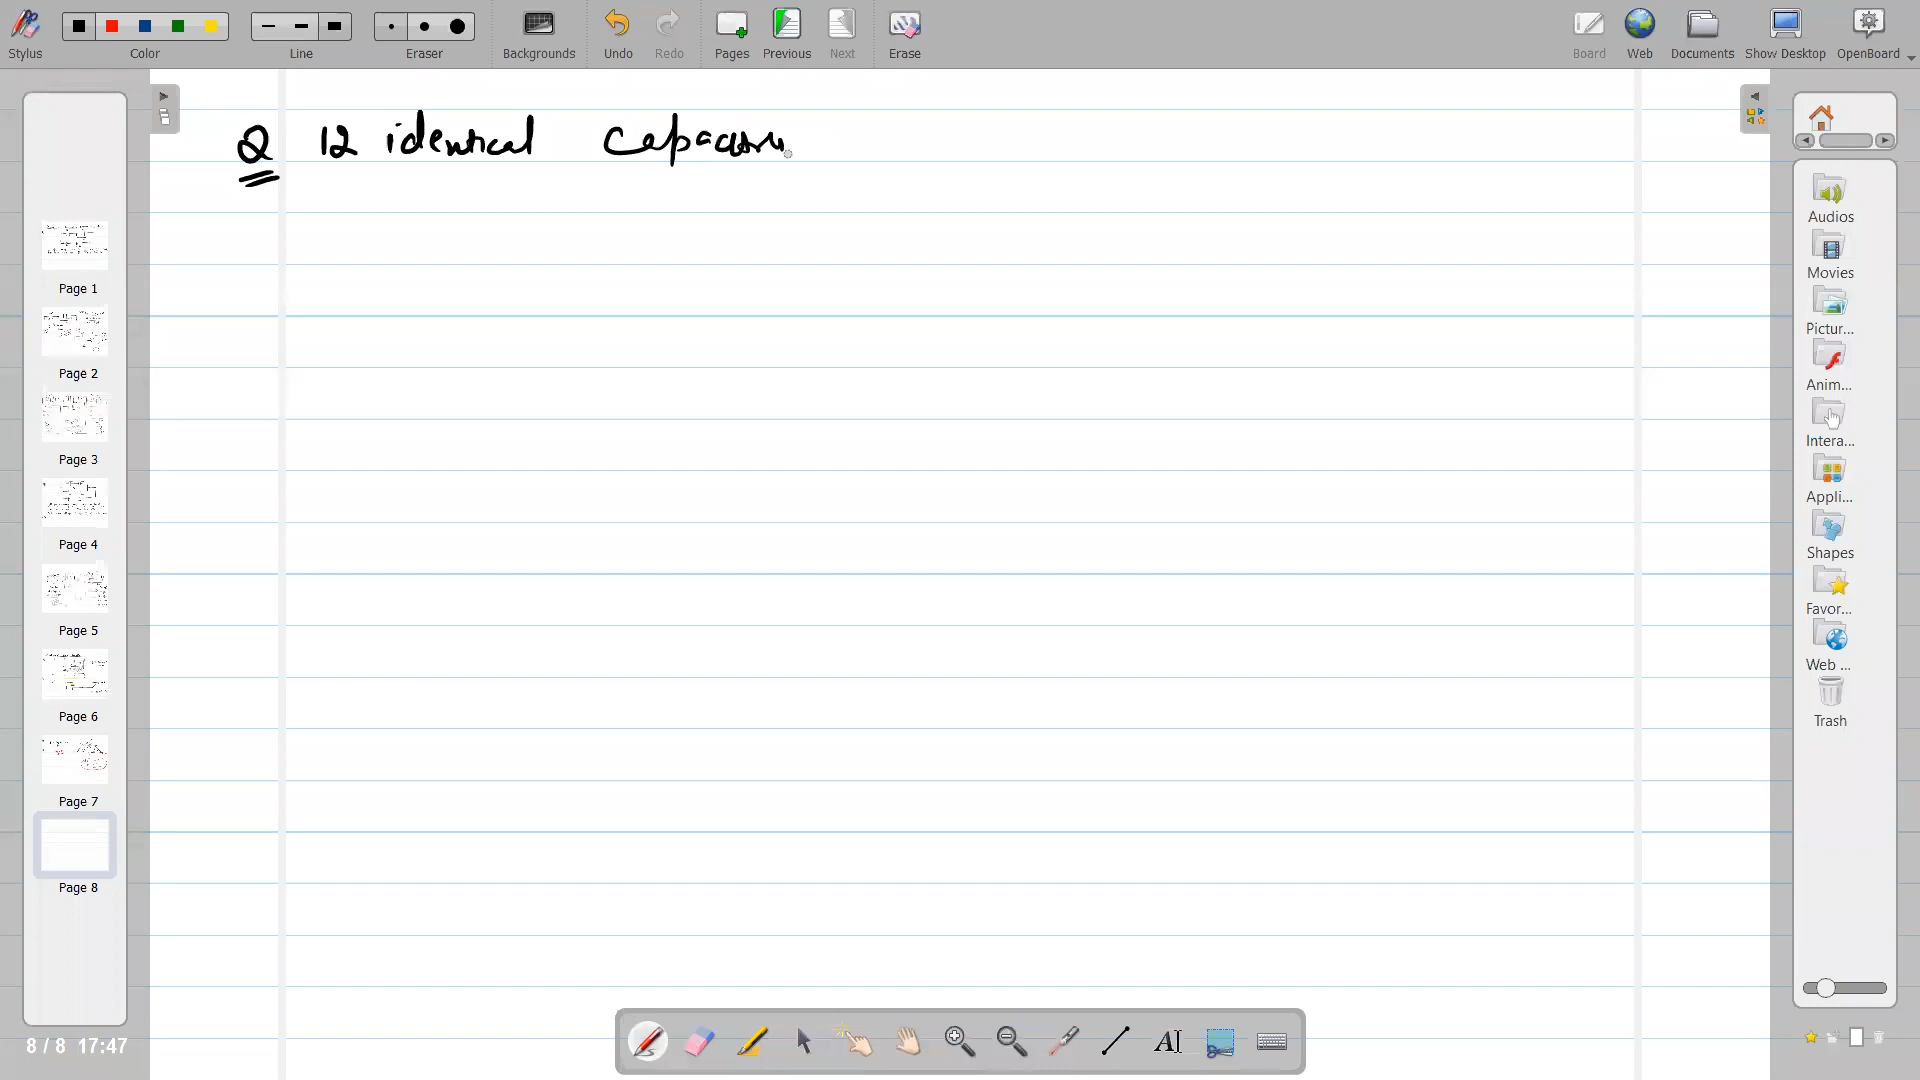 Stylus
Color
Line
Eraser
Backgrounds
Undo
Redo
Pages
Previous
Next
Erase
Board
Web
Documents
Show Desktop
OpenBoard
Q 12 identical
Page 1
Page 2
Page 3
Page 4
Page 5
Page 6
Page 7
Page 8
8 / 8 17:47
Audios
Movies
Pictur...
Anim...
Intera...
Appli...
Shapes
Favor...
Web ...
Trash